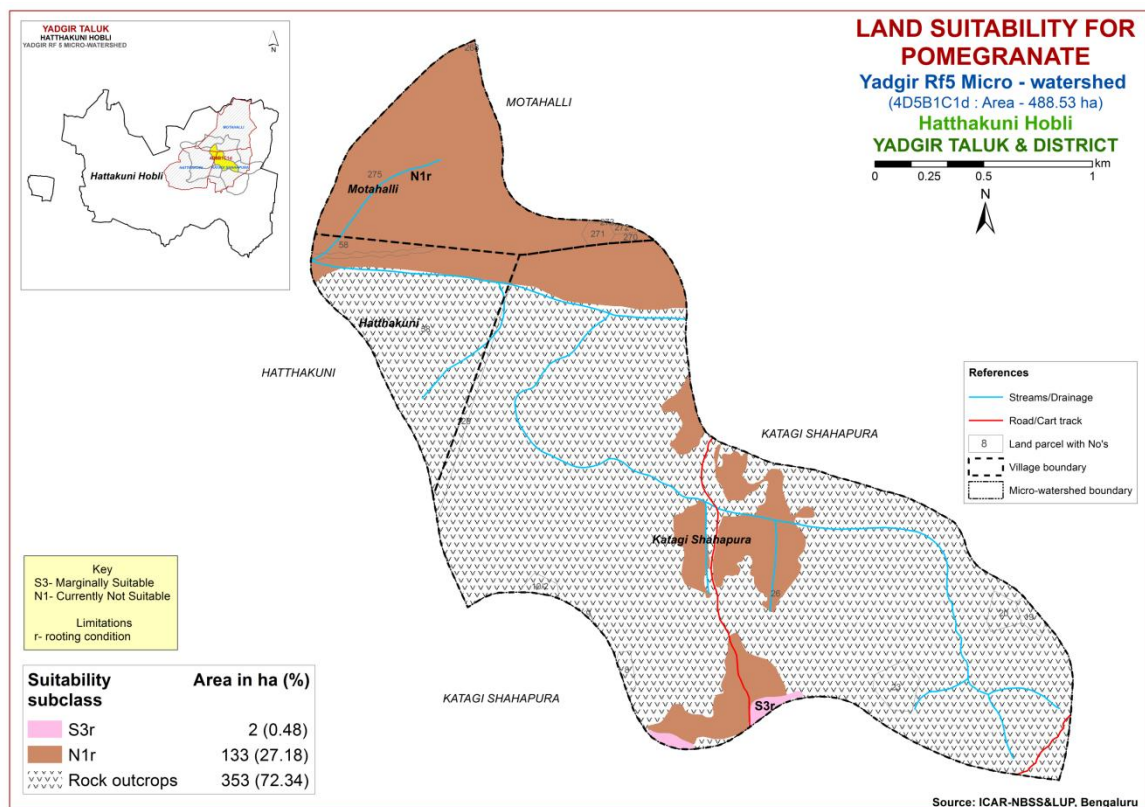 YADGIR TALUK
HATTHAKUNI HOBLI
YADGIR RF 5 MICRO-WATERSHED
N
MOTAHALLI
Hattakuni Hobli
LAND SUITABILITY FOR
POMEGRANATE
Yadgir Rf5 Micro - watershed
(4D5B1C1d : Area - 488.53 ha)
Hatthakuni Hobli
YADGIR TALUK & DISTRICT
km
0 0.25 0.5 1
N
MOTAHALLI
275
N1r
Motahalli
271
270
58
Hatthakuni
HATTHAKUNI
KATAGI SHAHAPURA
Katagi Shahapura
26
KATAGI SHAHAPURA
S3r
References
Streams/Drainage
Road/Cart track
8 Land parcel with No's
Village boundary
Micro-watershed boundary
Key
S3- Marginally Suitable
N1- Currently Not Suitable
Limitations
r- rooting condition
Suitability subclass Area in ha (%)
S3r 2 (0.48)
N1r 133 (27.18)
Rock outcrops 353 (72.34)
Source: ICAR-NBSS&LUP, Bengaluru